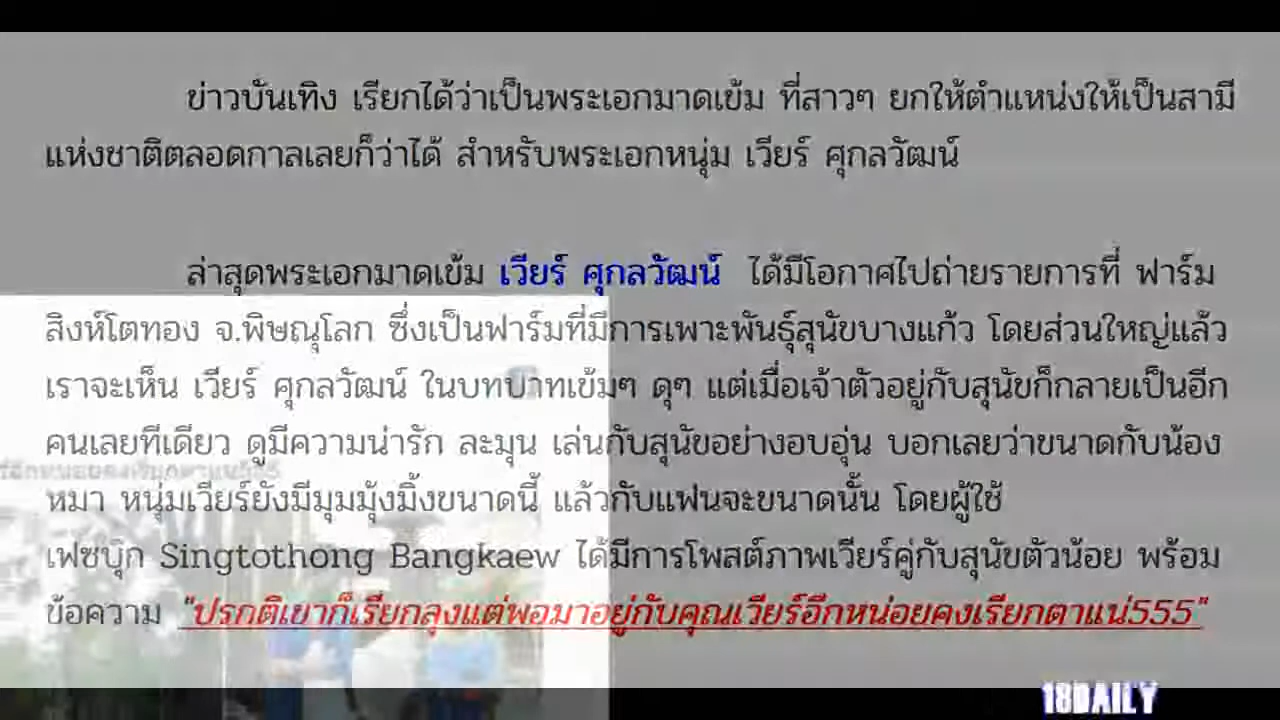 ข่าวบันเทิง เรียกได้ว่าเป็นพระเอกมาดเข้ม ที่สาวๆ ยกให้ตำแหน่งให้เป็นสามี
แห่งชาติตลอดกาลเลยก็ว่าได้ สำหรับพระเอกหนุ่ม เวียร์ ศุกลวัฒน์
ล่าสุดพระเอกมาดเข้ม เวียร์ ศุกลวัฒน์ ได้มีโอกาศไปถ่ายรายการที่ ฟาร์ม
สิงห์โตทอง จ.พิษณุโลก ซึ่งเป็นฟาร์มที่มีการเพาะพันธุ์สุนัขบางแก้ว โดยส่วนใหญ่แล้ว
เราจะเห็น เวียร์ ศุกลวัฒน์ ในบทบาทเข้มๆ ดุๆ แต่เมื่อเจ้าตัวอยู่กับสุนัขก็กลายเป็นอีก
คนเลยทีเดียว ดูมีความน่ารัก ละมุน เล่นกับสุนัขอย่างอบอุ่น บอกเลยว่าขนาดกับน้อง
หมา หนุ่มเวียร์ยังมีมุมมุ้งมิ้งขนาดนี้ แล้วกับแฟนจะขนาดนั้น โดยผู้ใช้
เฟซบุ๊ก Singtothong Bangkaew ได้มีการโพสต์ภาพเวียร์คู่กับสุนัขตัวน้อย พร้อม
ข้อความ "ปรกติเขาก็เรียกลุงแต่พอมาอยู่กับคุณเวียร์อีกหน่อยคงเรียกตาแน่555"
18DAILY